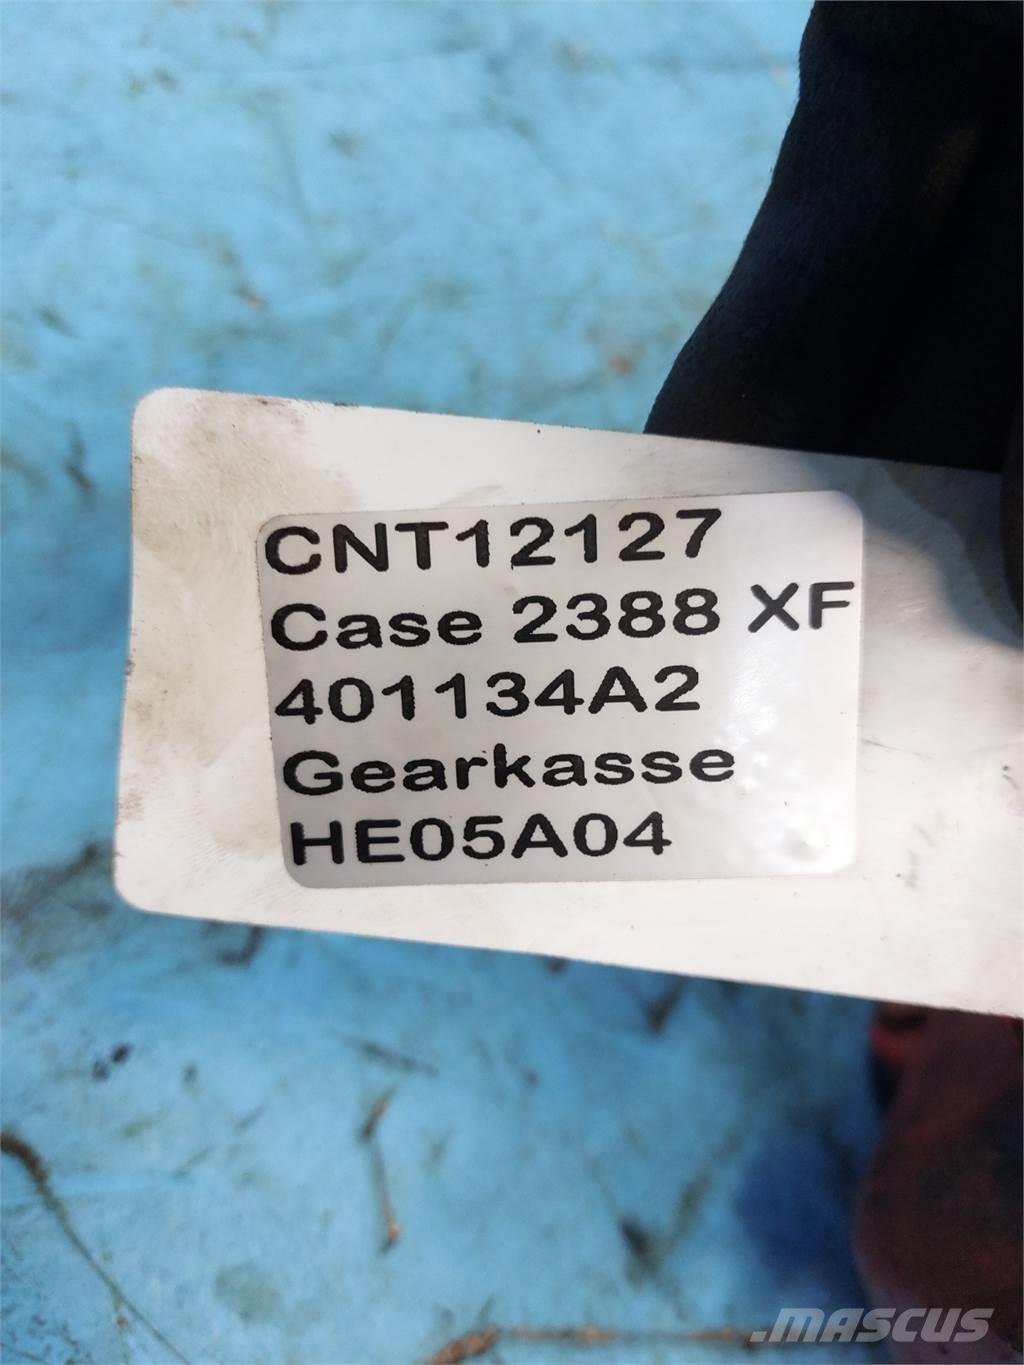 CNT12127
Case 2388 XF
401134A2
Gearkasse
HE05A04
.MASCUS